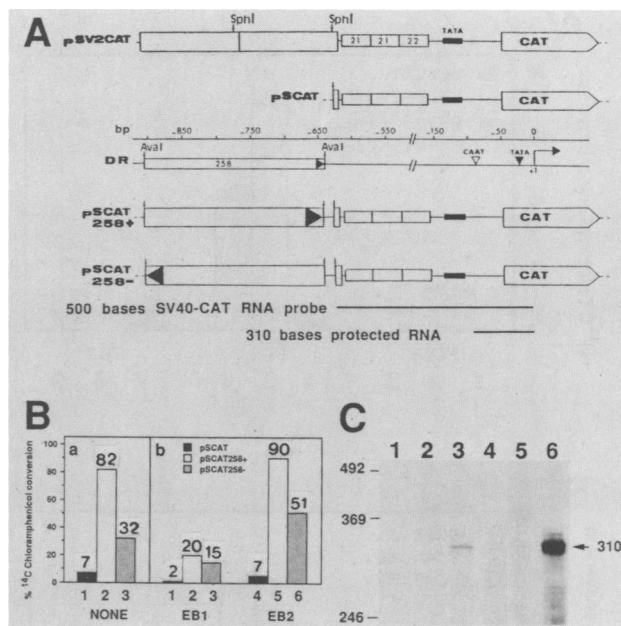 A
SphI SphI
pSV2CAT 21 21 22 TATA CAT
pSCAT CAT
bp -850 -750 -650 -550 -150 -50 0
AvaI AvaI
DR 258 CAAT TATA +1
pSCAT 258+ CAT
pSCAT 258- CAT
500 bases SV40-CAT RNA probe
310 bases protected RNA
B
% 14C Chloramphenicol conversion
100
80
60
40
20
0
a b
pSCAT
pSCAT258+
pSCAT258-
7 82 32 2 20 15 7 90 51
1 2 3 1 2 3 4 5 6
NONE EB1 EB2
C
1 2 3 4 5 6
492
369
310
246